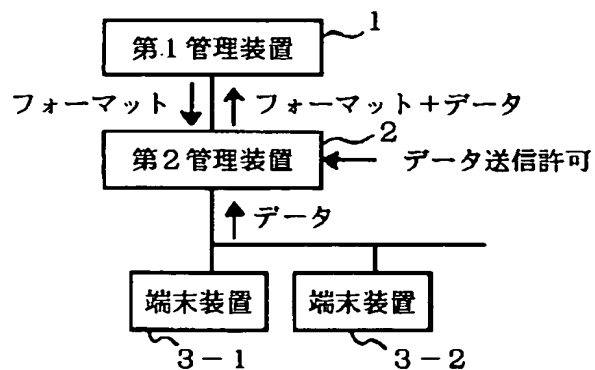 1
第1管理装置
フォーマット
フォーマット+データ
2
第2管理装置
データ送信許可
データ
端末装置
端末装置
3-1
3-2